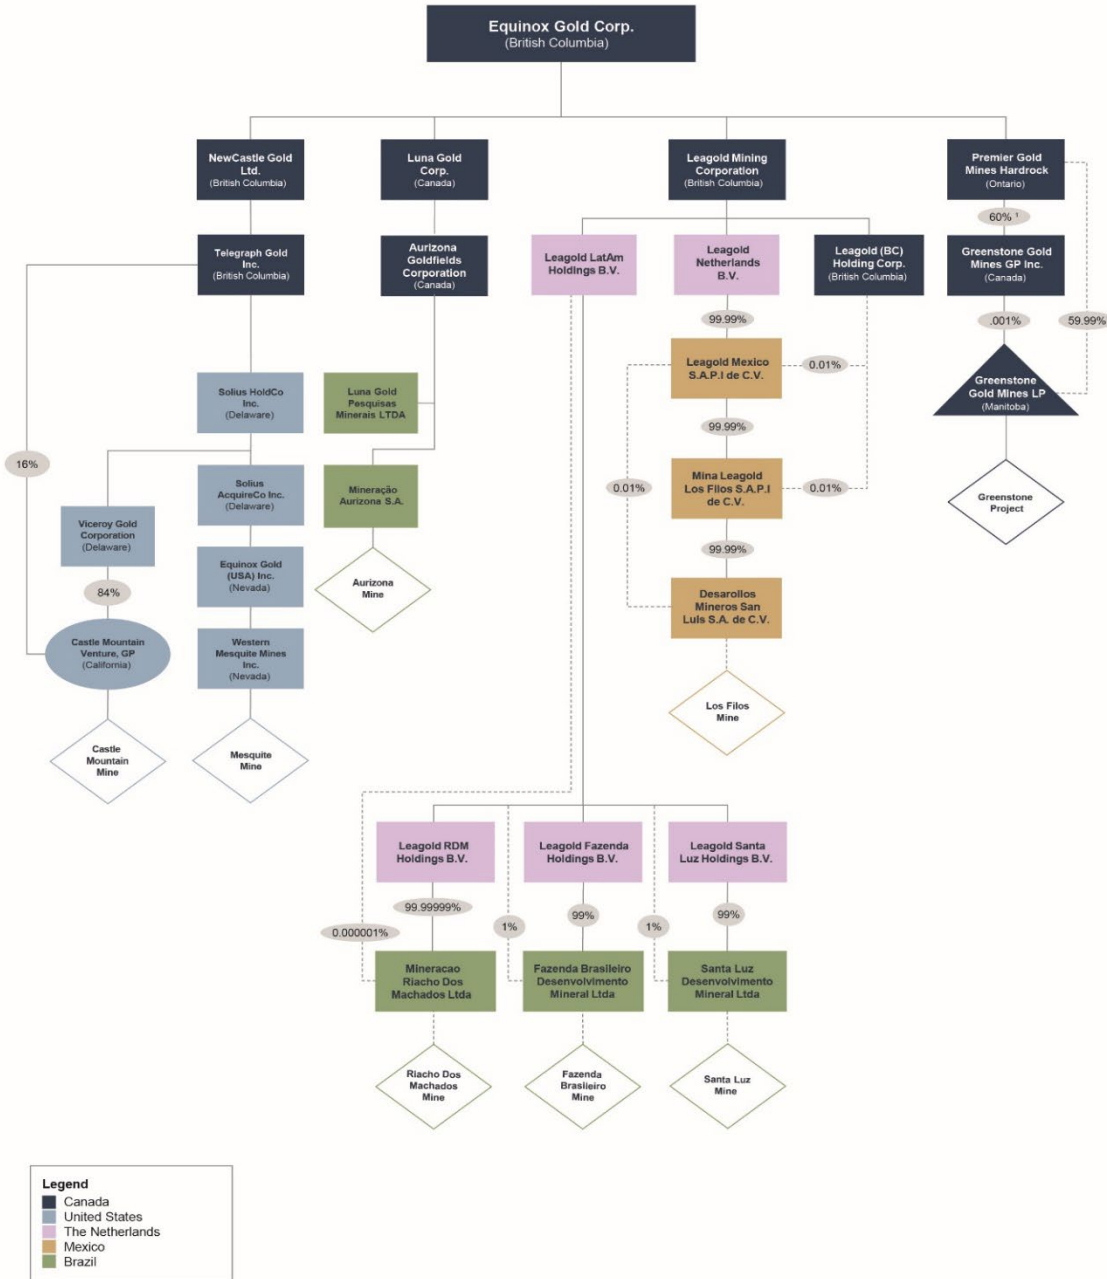 Equinox Gold Corp.
(British Columbia)
NewCastle Gold
Ltd.
(British Columbia)
Luna Gold
Corp.
(Canada)
Leagold Mining
Corporation
(British Columbia)
Premier Gold
Mines Hardrock
(Ontario)
60% ¹
Telegraph Gold
Inc.
(British Columbia)
Aurizona
Goldfields
Corporation
(Canada)
Leagold LatAm
Holdings B.V.
Leagold
Netherlands
B.V.
Leagold (BC)
Holding Corp.
(British Columbia)
Greenstone Gold
Mines GP Inc.
(Canada)
99.99%
.001%
59.99%
Solius HoldCo
Inc.
(Delaware)
Luna Gold
Pesquisas
Minerais LTDA
Leagold Mexico
S.A.P.I de C.V.
0.01%
Greenstone
Gold Mines LP
(Manitoba)
99.99%
16%
Solius
AcquireCo Inc.
(Delaware)
Mineração
Aurizona S.A.
0.01%
Mina Leagold
Los Filos S.A.P.I
de C.V.
0.01%
Greenstone
Project
Viceroy Gold
Corporation
(Delaware)
99.99%
84%
Equinox Gold
(USA) Inc.
(Nevada)
Aurizona
Mine
Desarollos
Mineros San
Luis S.A. de C.V.
Castle Mountain
Venture, GP
(California)
Western
Mesquite Mines
Inc.
(Nevada)
Los Filos
Mine
Castle
Mountain
Mine
Mesquite
Mine
Leagold RDM
Holdings B.V.
Leagold Fazenda
Holdings B.V.
Leagold Santa
Luz Holdings B.V.
99.99999%
99%
99%
0.000001%
1%
1%
Mineracao
Riacho Dos
Machados Ltda
Fazenda Brasileiro
Desenvolvimento
Mineral Ltda
Santa Luz
Desenvolvimento
Mineral Ltda
Riacho Dos
Machados
Mine
Fazenda
Brasileiro
Mine
Santa Luz
Mine
Legend
Canada
United States
The Netherlands
Mexico
Brazil